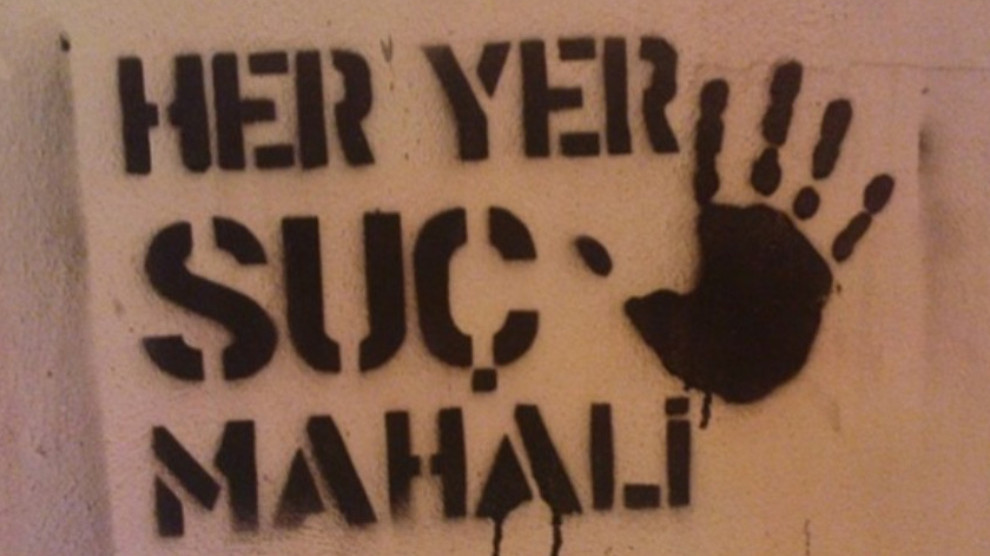 HER YER
SUÇ
MAHALİ